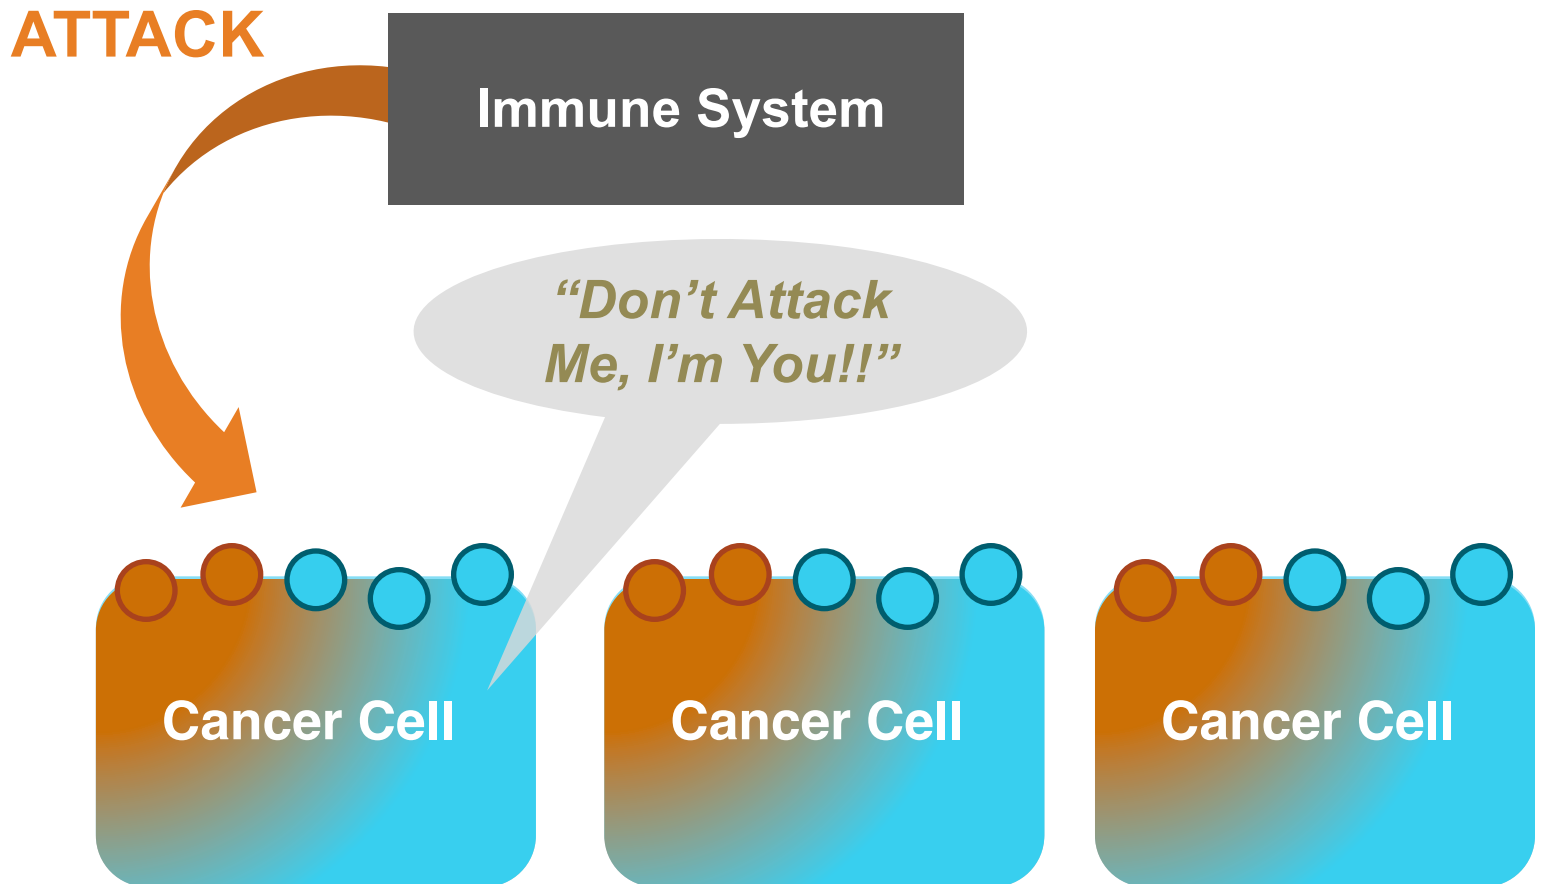 ATTACK
Immune System
“Don’t Attack
Me, I’m You!!”
Cancer Cell
Cancer Cell
Cancer Cell